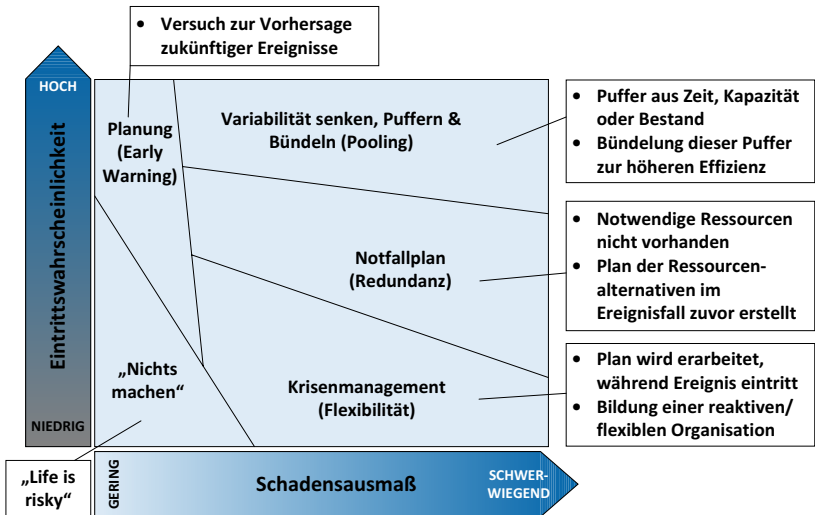 • Versuch zur Vorhersage
zukünftiger Ereignisse
HOCH
Eintrittswahrscheinlichkeit
NIEDRIG
Planung
(Early
Warning)
Variabilität senken, Puffern &
Bündeln (Pooling)
• Puffer aus Zeit, Kapazität
oder Bestand
• Bündelung dieser Puffer
zur höheren Effizienz
Notfallplan
(Redundanz)
• Notwendige Ressourcen
nicht vorhanden
• Plan der Ressourcen-
alternativen im
Ereignisfall zuvor erstellt
„Nichts
machen“
Krisenmanagement
(Flexibilität)
• Plan wird erarbeitet,
während Ereignis eintritt
• Bildung einer reaktiven/
flexiblen Organisation
„Life is
risky“
GERING
Schadensausmaß
SCHWER-
WIEGEND